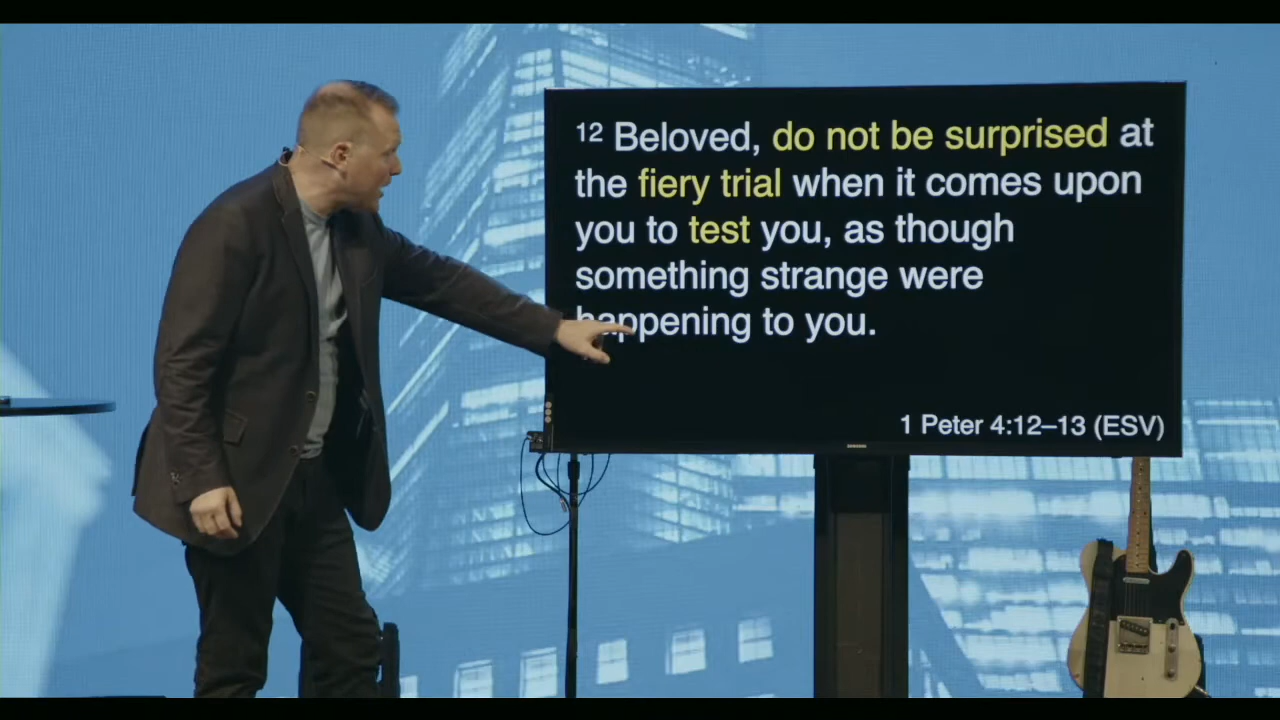 12 Beloved, do not be surprised at
the fiery trial when it comes upon
you to test you, as though
something strange were
happening to you.
1 Peter 4:12–13 (ESV)